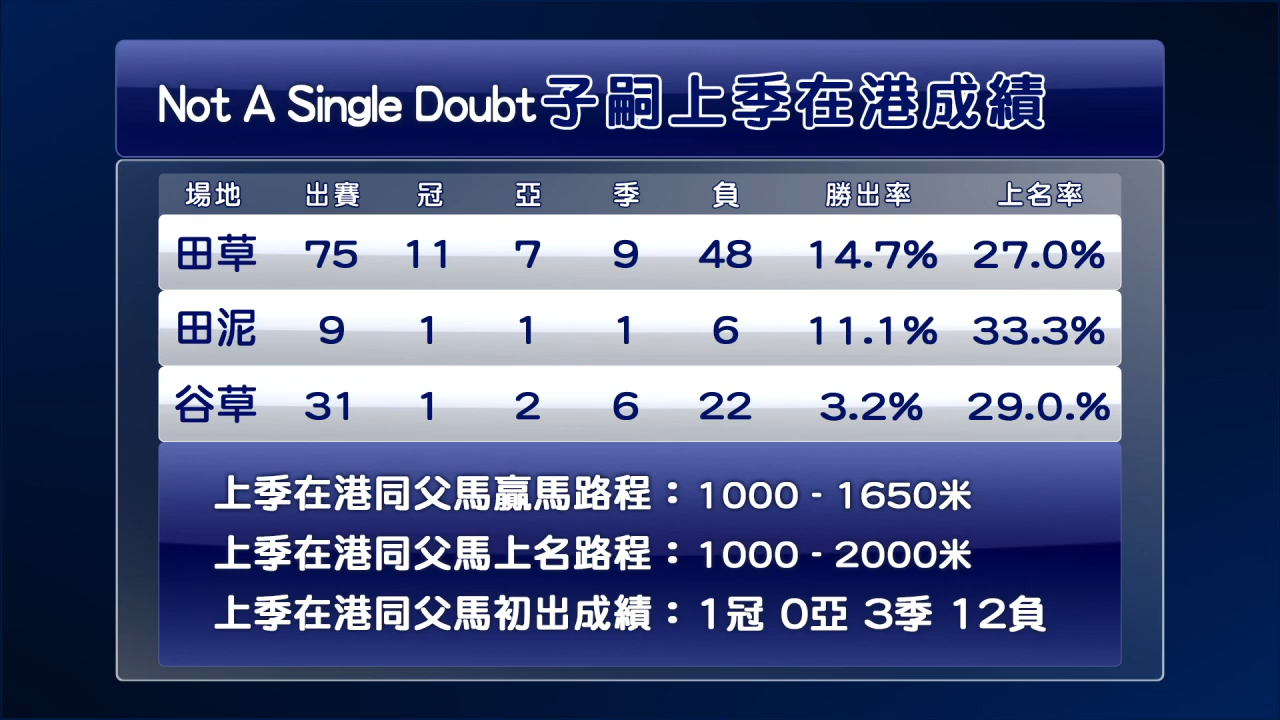 Not A Single Doubt子嗣上季在港成績
場地 出賽 冠 亞 季 負 勝出率 上名率
田草 75 11 7 9 48 14.7% 27.0%
田泥 9 1 1 1 6 11.1% 33.3%
谷草 31 1 2 6 22 3.2% 29.0.%
上季在港同父馬贏馬路程：1000 - 1650米
上季在港同父馬上名路程：1000 - 2000米
上季在港同父馬初出成績：1冠 0亞 3季 12負